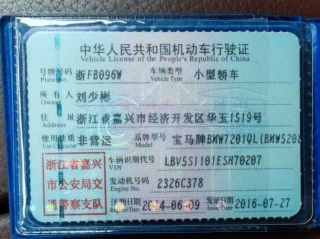 中华人民共和国机动车行驶证
Vehicle License of the People's Republic of China
号牌号码 浙FB096W 车辆类型 小型轿车
Plate No. Vehicle Type
所有人 刘少彬
Owner
住址 浙江省嘉兴市经济开发区华玉1519号
Address
使用性质 非营运 品牌型号 宝马牌BMW7201QL(BMW520
浙江省嘉 车辆识别代号 LBV5S1101ESH70207
VIN
兴市公安局交 发动机号码 2326C378
Engine No.
通警察支队 注册日期 2014-06-09 发证日期 2016-07-27
Register Date Issue Date